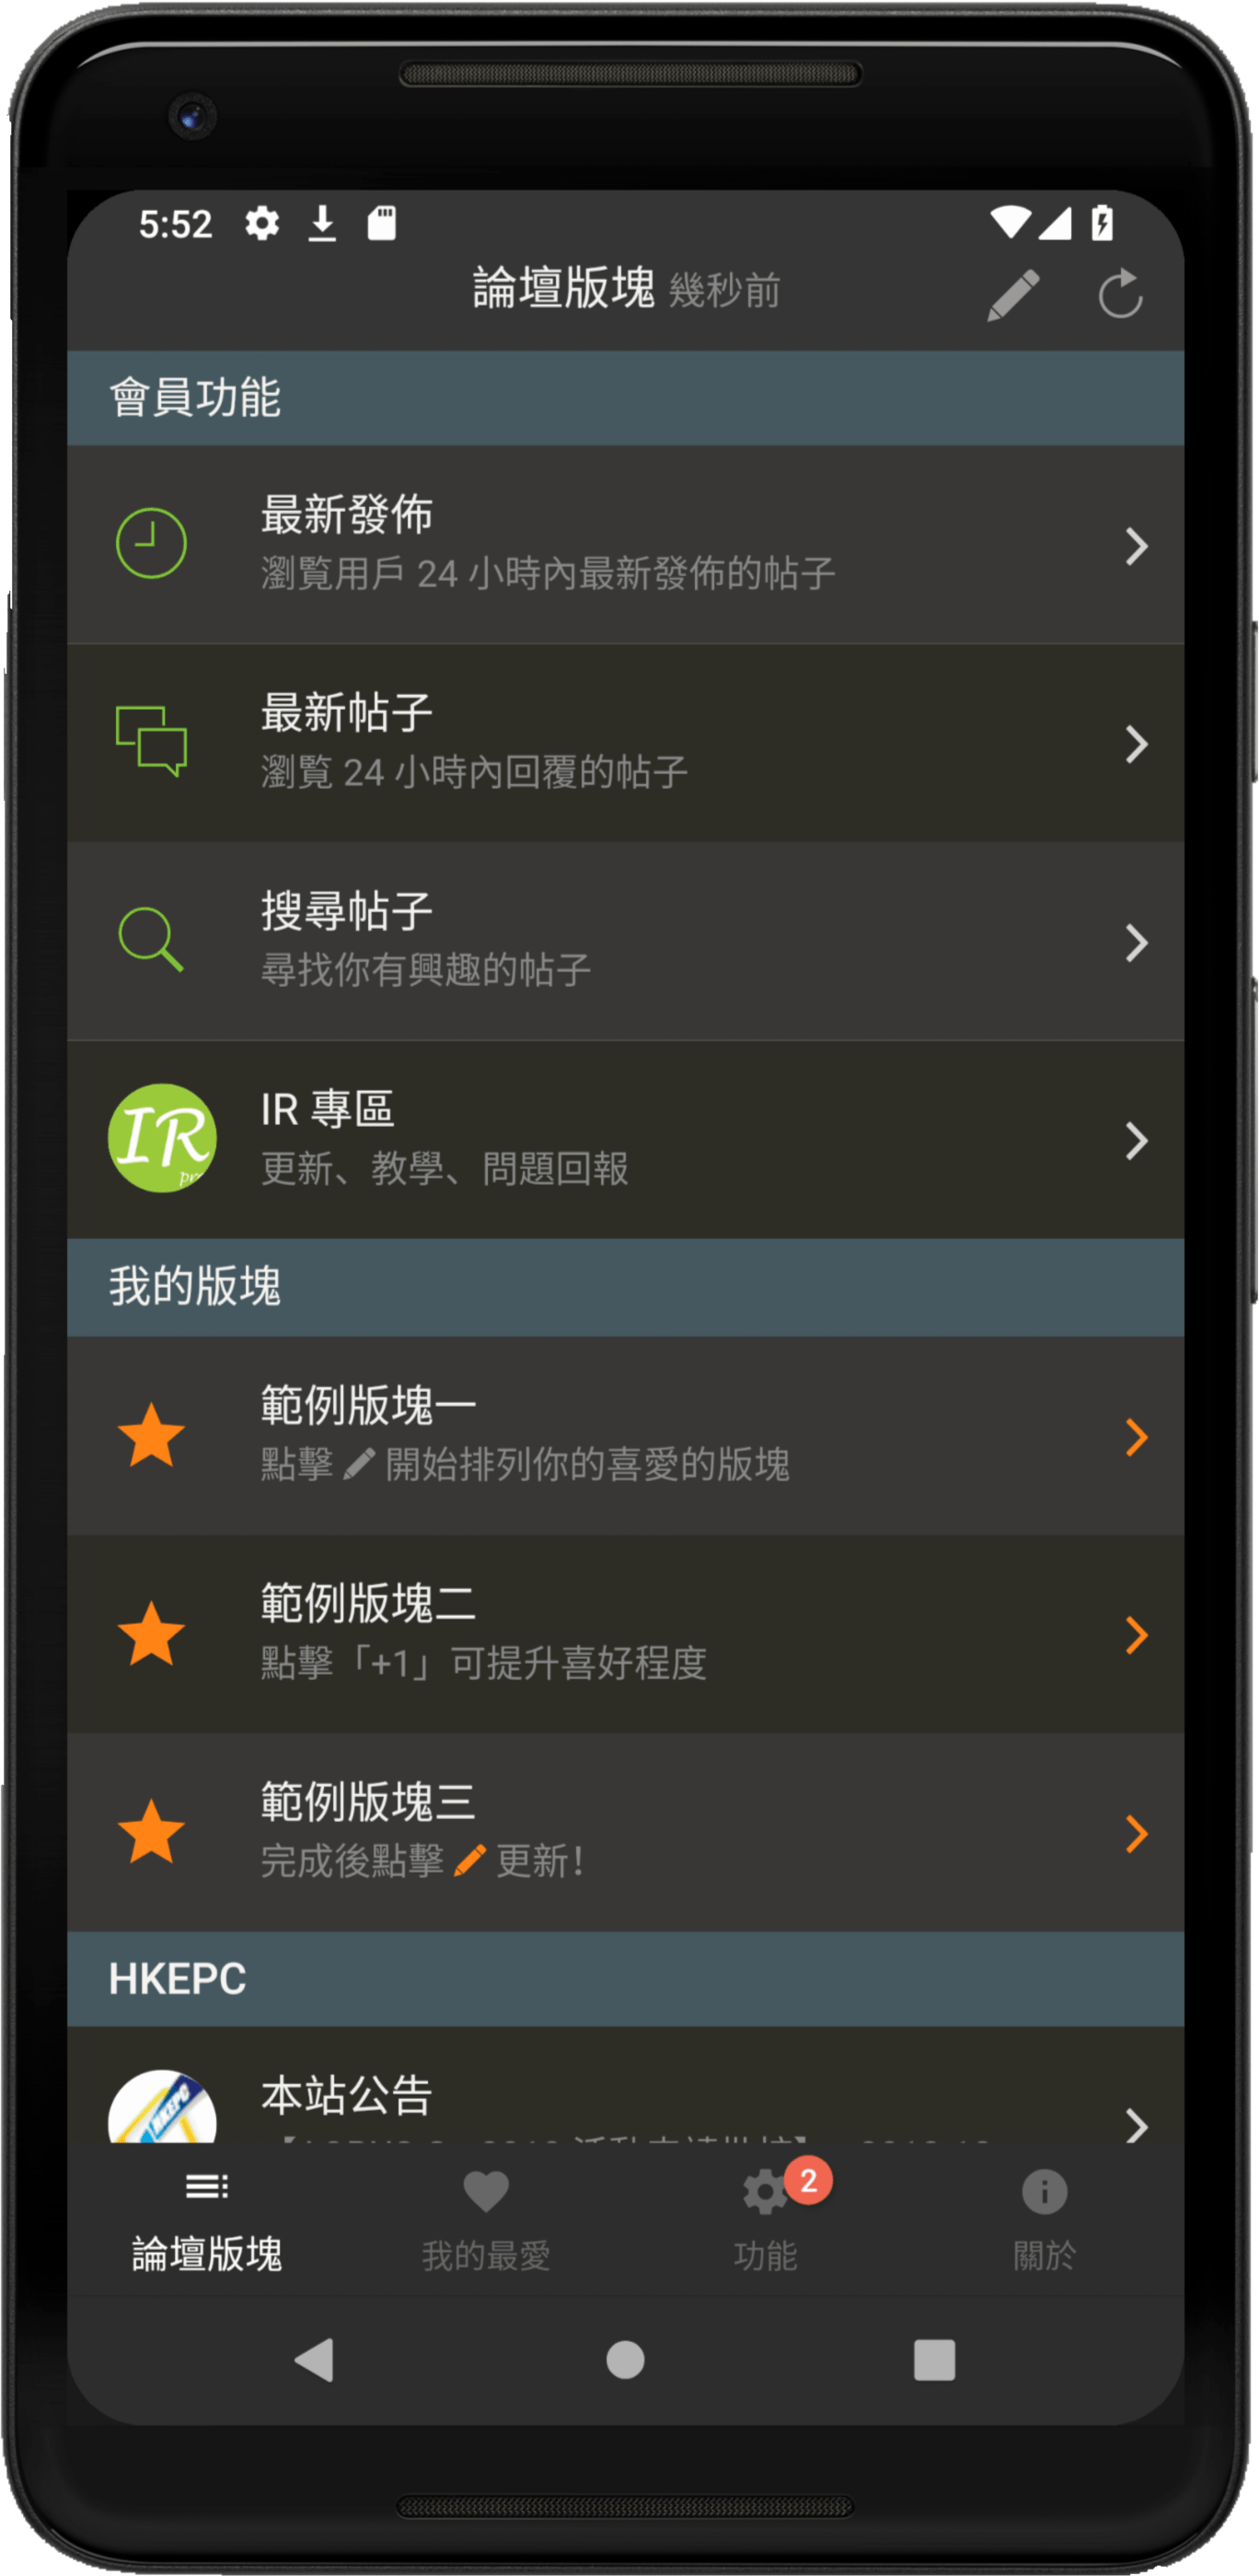 5:52
論壇版塊 幾秒前
會員功能
最新發佈
瀏覧用戶 24 小時內最新發佈的帖子
最新帖子
瀏覧 24 小時內回覆的帖子
搜尋帖子
尋找你有興趣的帖子
IR
pro
IR 專區
更新、教學、問題回報
我的版塊
範例版塊一
點擊 開始排列你的喜愛的版塊
範例版塊二
點擊「+1」可提升喜好程度
範例版塊三
完成後點擊 更新!
HKEPC
HKEPC
本站公告
2
論壇版塊
我的最愛
功能
關於